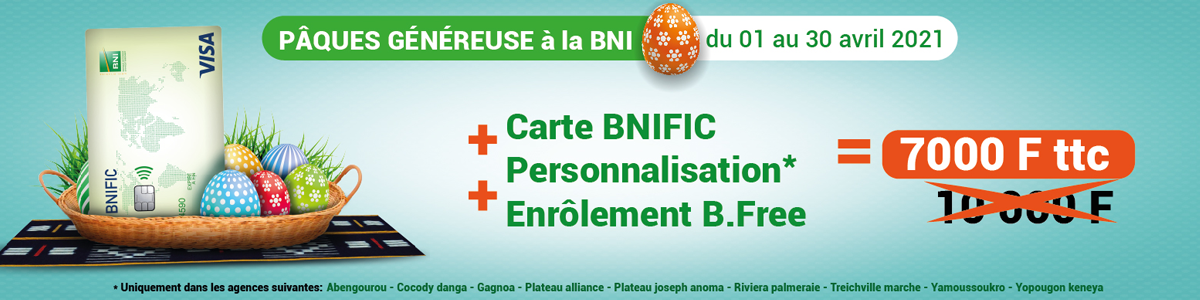 PÂQUES GÉNÉREUSE à la BNI du 01 au 30 avril 2021
BNI
VISA
BNIFIC
4590
+ Carte BNIFIC
Personnalisation*
+ Enrôlement B.Free
= 7000 F ttc
10 000 F
* Uniquement dans les agences suivantes: Abengourou - Cocody danga - Gagnoa - Plateau alliance - Plateau joseph anoma - Riviera palmeraie - Treichville marche - Yamoussoukro - Yopougon keneya